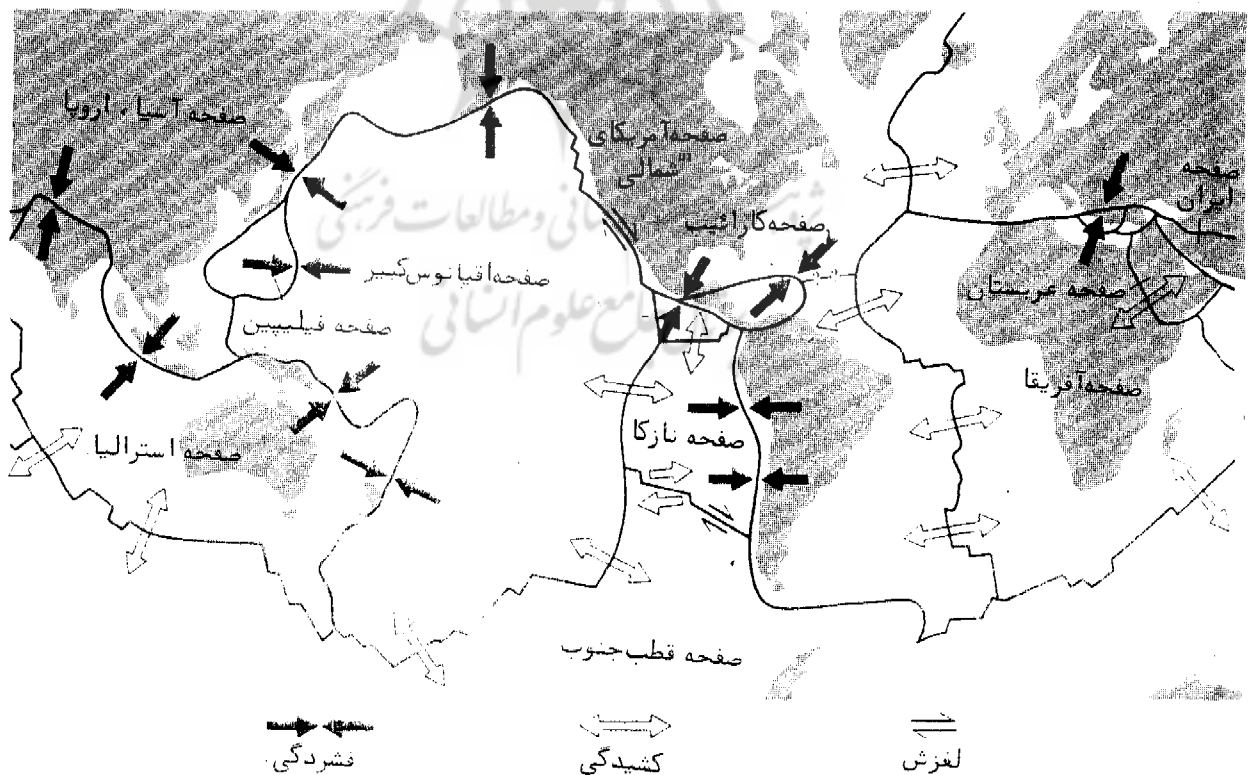 صفحه آسیا، اروپا
صفحه آمریکای
شمالی
صفحه
ایران
صفحه کارائیب
صفحه اقیانوس کبیر
صفحه عربستان
صفحه فیلیپین
صفحه آفریقا
صفحه نازکا
صفحه استرالیا
صفحه قطب جنوب
فشردگی
کشیدگی
لغزش